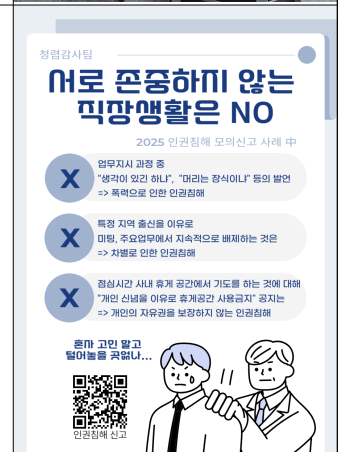 청렴감사팀
서로 존중하지 않는
직장생활은 NO
2025 인권침해 모의신고 사례 中
X
업무지시 과정 중
"생각이 있긴 하냐", "머리는 장식이냐" 등의 발언
=> 폭력으로 인한 인권침해
X
특정 지역 출신을 이유로
미팅, 주요업무에서 지속적으로 배제하는 것은
=> 차별로 인한 인권침해
X
점심시간 사내 휴게 공간에서 기도를 하는 것에 대해
"개인 신념을 이유로 휴게공간 사용금지" 공지는
=> 개인의 자유권을 보장하지 않는 인권침해
혼자 고민 말고
털어놓을 곳없나...
인권침해 신고